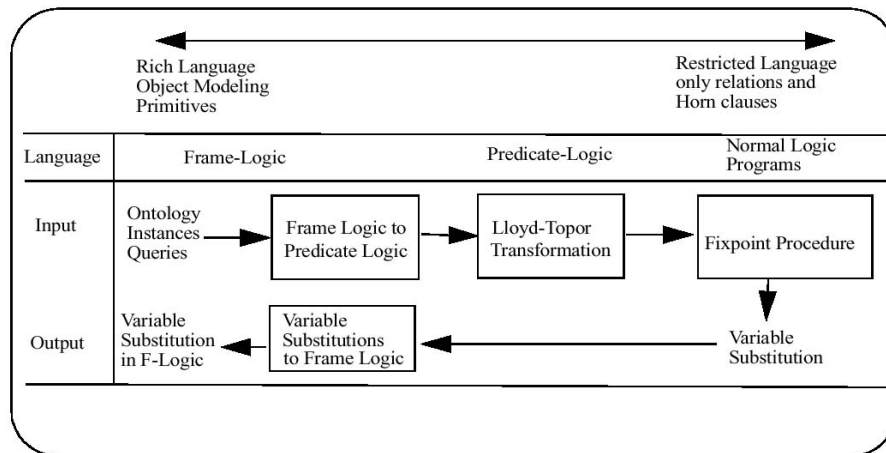 Rich Language
Object Modeling
Primitives
Restricted Language
only relations and
Horn clauses
Language
Frame-Logic
Predicate-Logic
Normal Logic
Programs
Input
Ontology
Instances
Queries
Frame Logic to
Predicate Logic
Lloyd-Topor
Transformation
Fixpoint Procedure
Output
Variable
Substitution
in F-Logic
Variable
Substitutions
to Frame Logic
Variable
Substitution